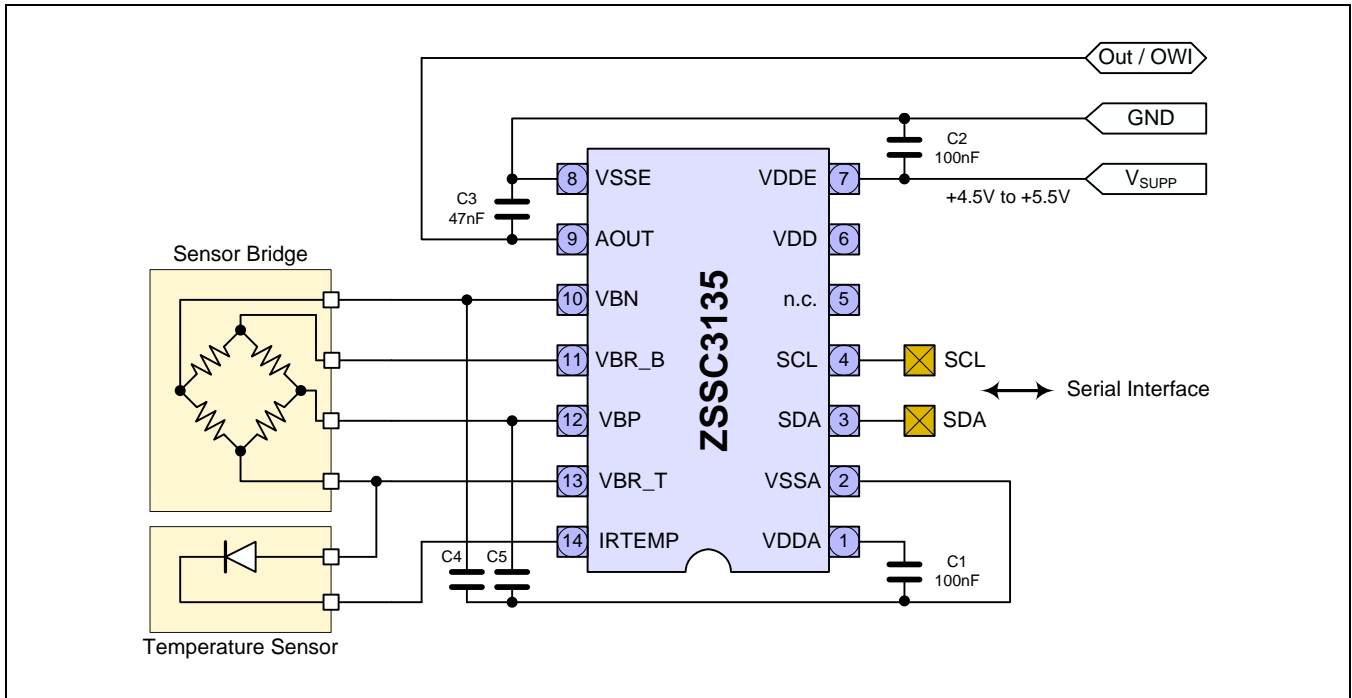 Out / OWI
GND
C2
100nF
V_SUPP
+4.5V to +5.5V
8 VSSE
VDDE 7
C3
47nF
9 AOUT
VDD 6
Sensor Bridge
10 VBN
n.c. 5
ZSSC3135
11 VBR_B
SCL 4
SCL
Serial Interface
12 VBP
SDA 3
SDA
13 VBR_T
VSSA 2
14 IRTEMP
VDDA 1
C4
C5
C1
100nF
Temperature Sensor